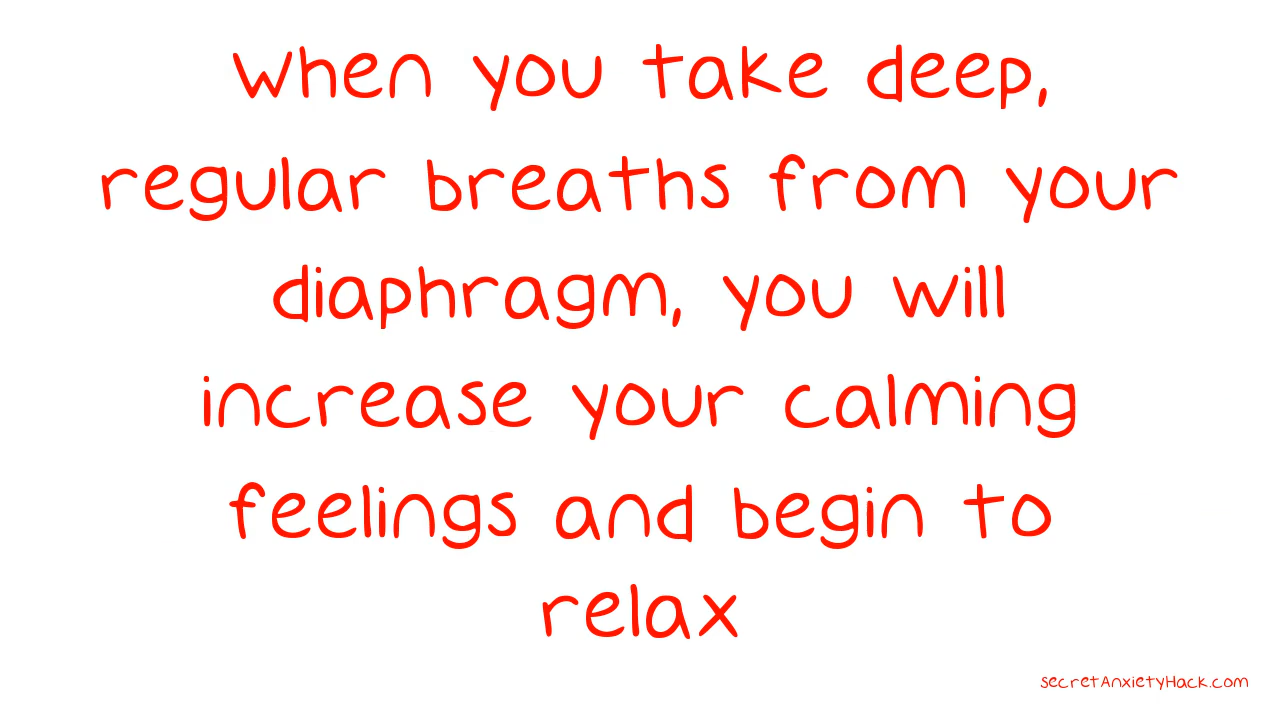 When you take deep,
regular breaths from your
diaphragm, you will
increase your calming
feelings and begin to
relax
secretAnxietyHack.com